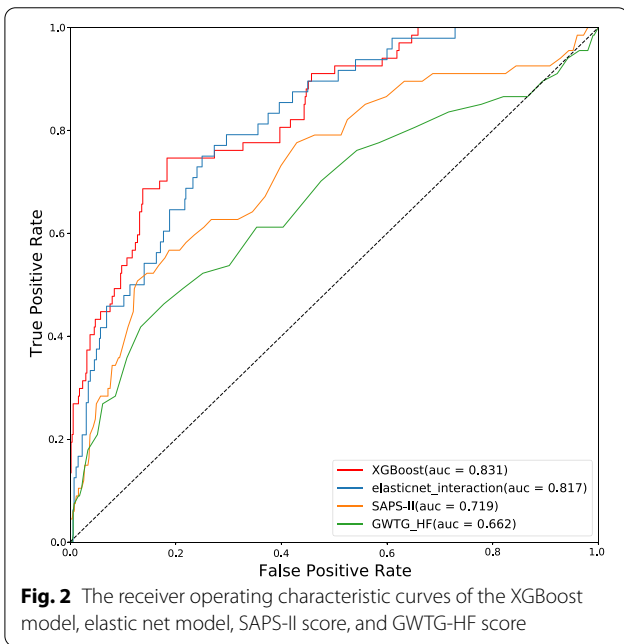 1.0
0.8
0.6
0.4
0.2
0.0
True Positive Rate
0.0 0.2 0.4 0.6 0.8 1.0
False Positive Rate
XGBoost(auc = 0.831)
elasticnet_interaction(auc = 0.817)
SAPS-II(auc = 0.719)
GWTG_HF(auc = 0.662)
Fig. 2 The receiver operating characteristic curves of the XGBoost
model, elastic net model, SAPS-II score, and GWTG-HF score